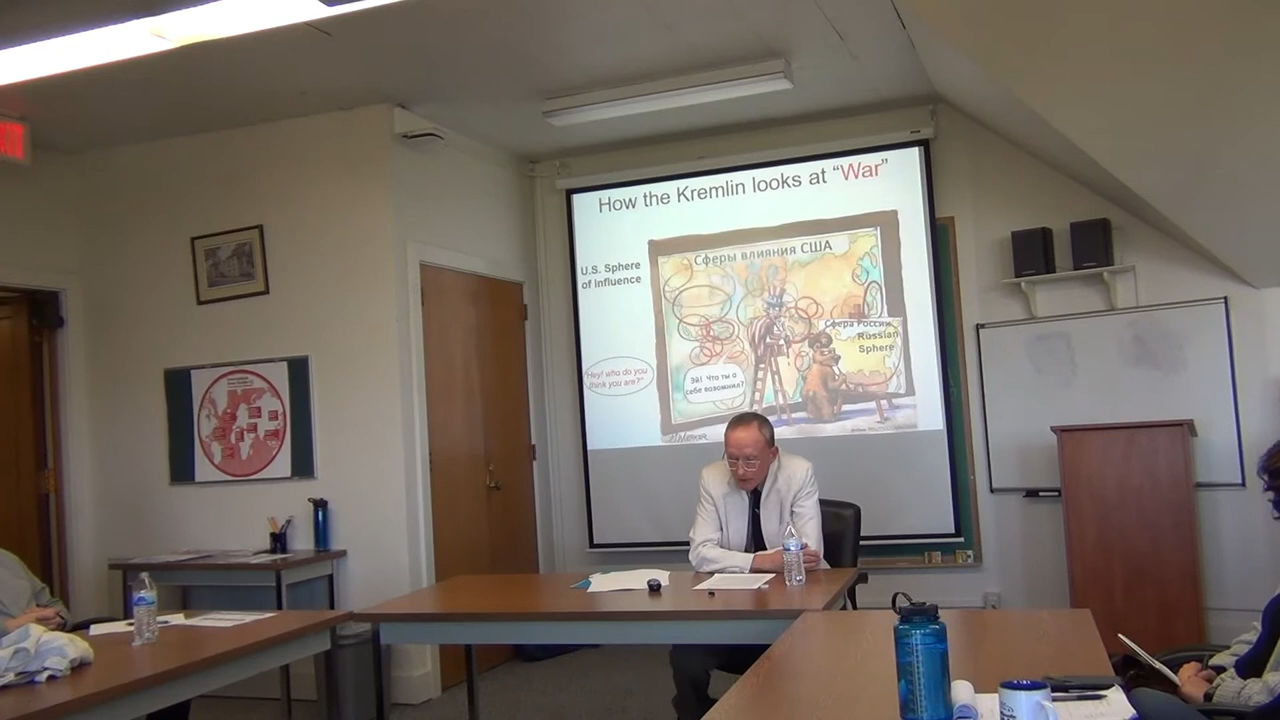 How the Kremlin looks at "War"
Сферы влияния США
U.S. Sphere
of Influence
Сфера России
Russian
Sphere
"Hey! who do you
think you are?"
Эй! Что ты о
себе возомнил?